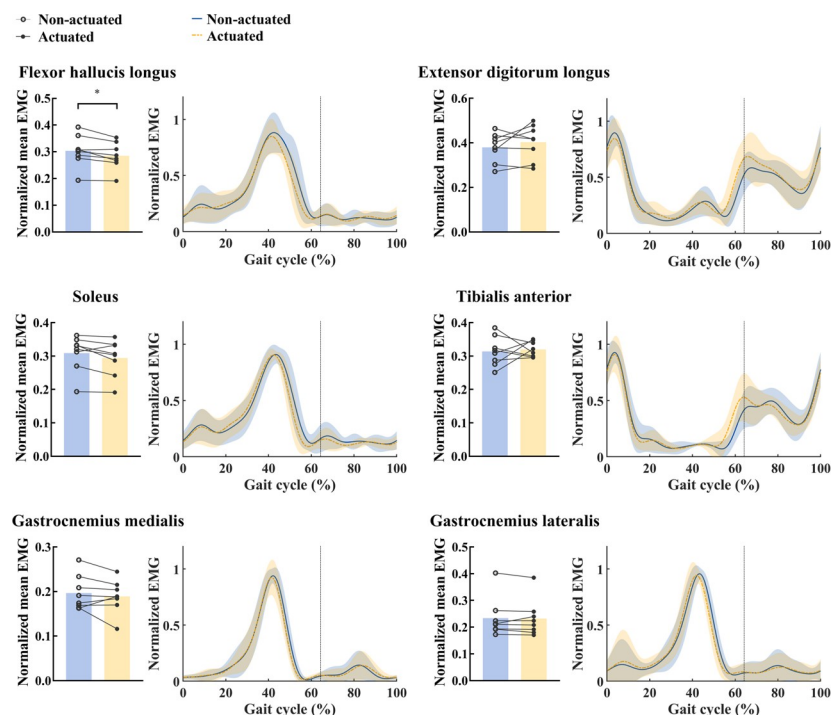 Non-actuated
Actuated
Non-actuated
Actuated
Flexor hallucis longus
Normalized mean EMG
0.5
0.4
0.3
0.2
0.1
0.0
*
Normalized EMG
1
0.5
0
0 20 40 60 80 100
Gait cycle (%)
Extensor digitorum longus
Normalized mean EMG
0.6
0.4
0.2
0.0
Normalized EMG
1
0.5
0
0 20 40 60 80 100
Gait cycle (%)
Soleus
Normalized mean EMG
0.4
0.3
0.2
0.1
0.0
Normalized EMG
1
0.5
0
0 20 40 60 80 100
Gait cycle (%)
Tibialis anterior
Normalized mean EMG
0.4
0.3
0.2
0.1
0.0
Normalized EMG
1
0.5
0
0 20 40 60 80 100
Gait cycle (%)
Gastrocnemius medialis
Normalized mean EMG
0.3
0.2
0.1
0.0
Normalized EMG
1
0.5
0
0 20 40 60 80 100
Gait cycle (%)
Gastrocnemius lateralis
Normalized mean EMG
0.5
0.4
0.3
0.2
0.1
0.0
Normalized EMG
1
0.5
0
0 20 40 60 80 100
Gait cycle (%)